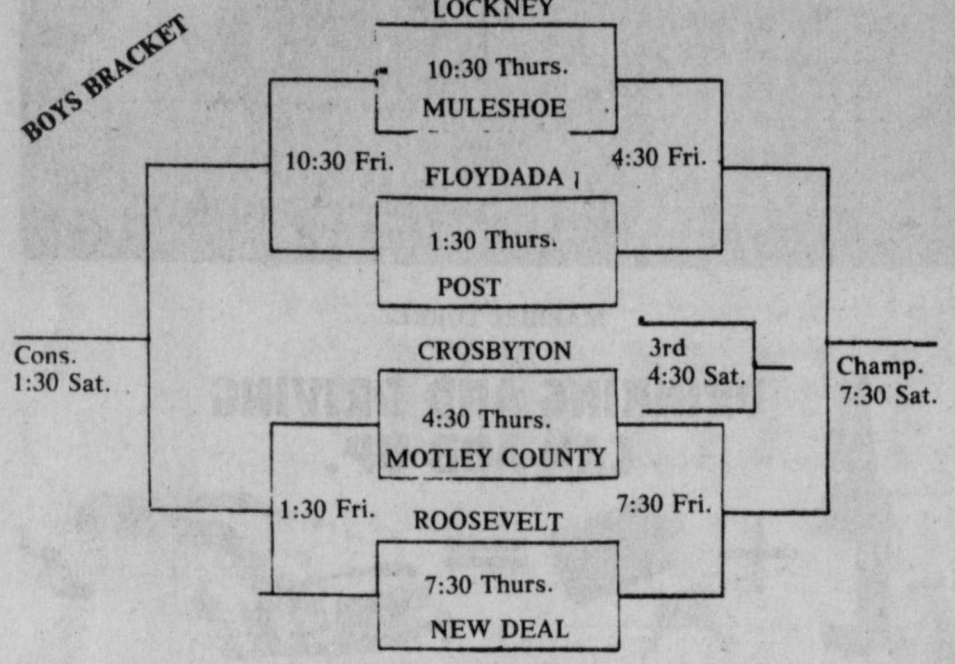 BOYS BRACKET
LOCKNEY
10:30 Thurs.
MULESHOE
10:30 Fri.
4:30 Fri.
FLOYDADA
1:30 Thurs.
POST
CROSBYTON
3rd
4:30 Sat.
Cons.
1:30 Sat.
Champ.
7:30 Sat.
4:30 Thurs.
MOTLEY COUNTY
1:30 Fri.
7:30 Fri.
ROOSEVELT
7:30 Thurs.
NEW DEAL